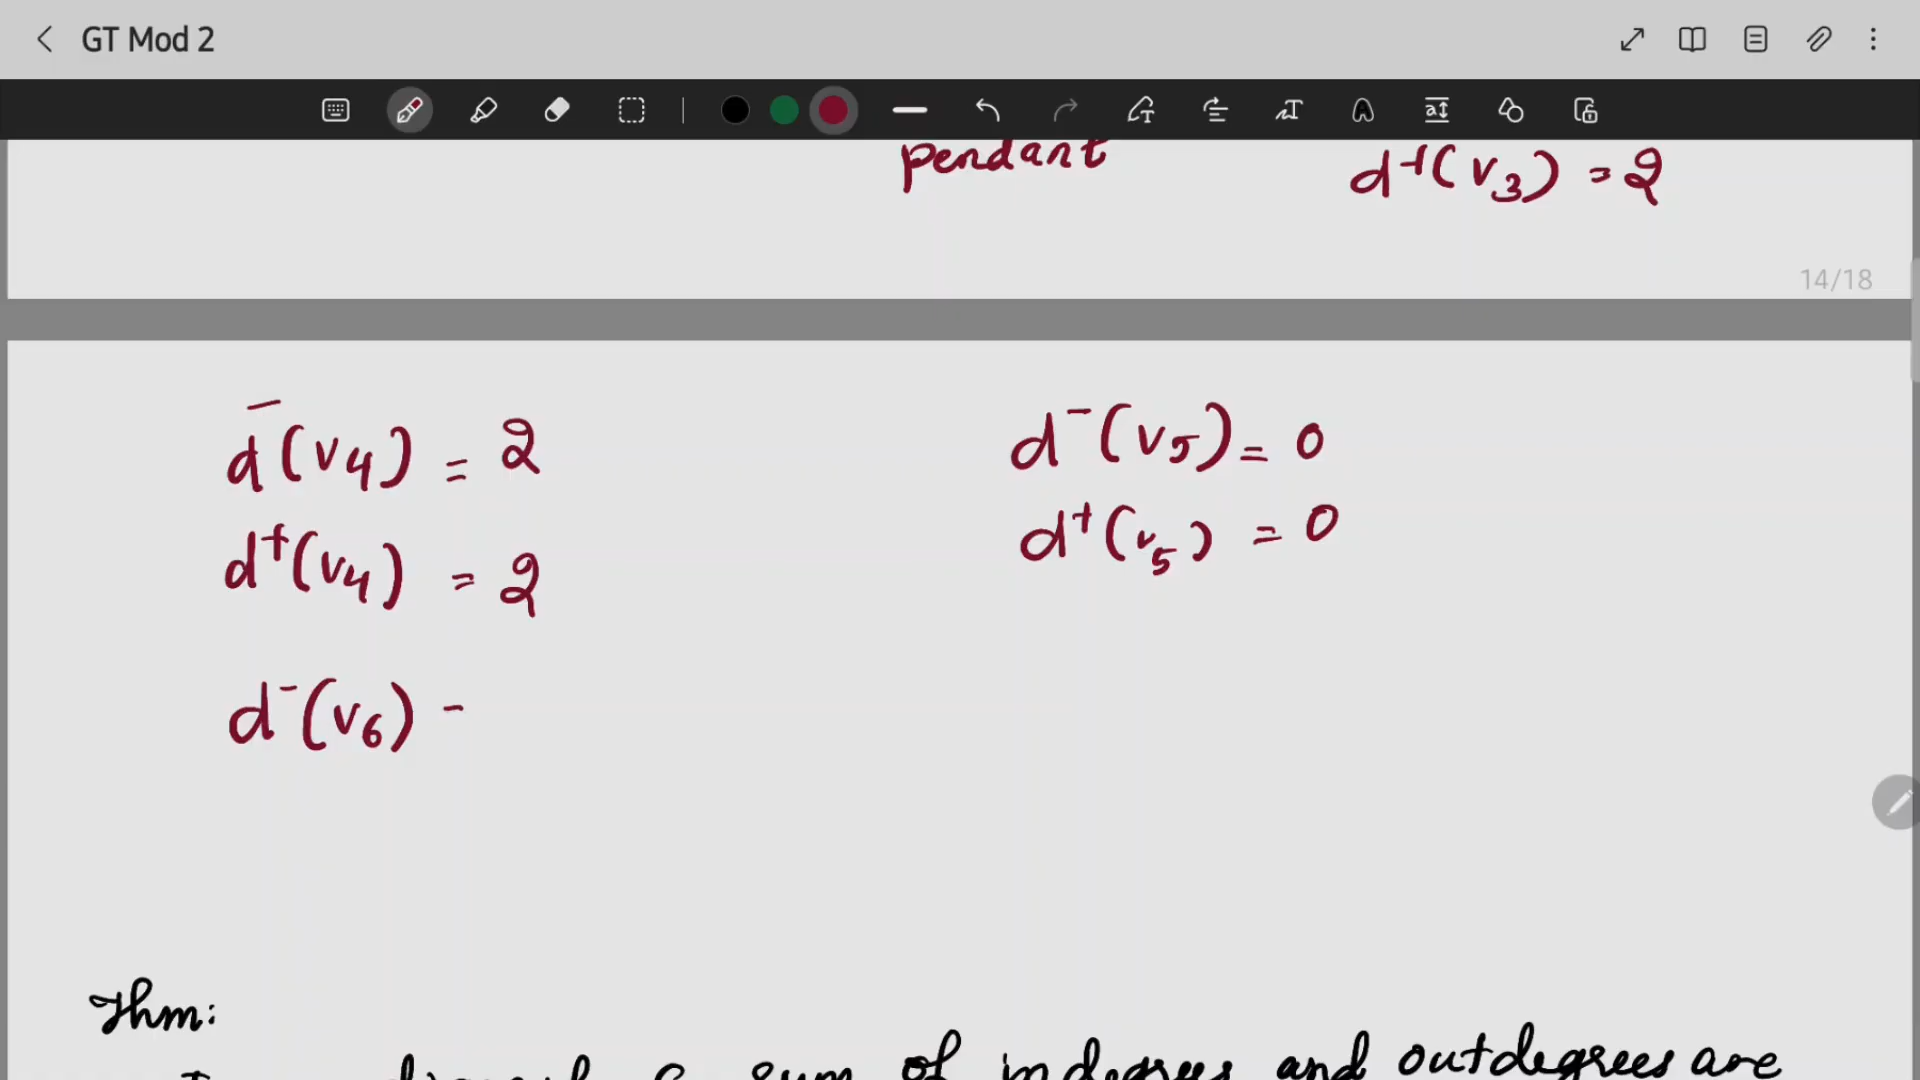 GT Mod 2
pendant
d⁺(v₃) = 2
14/18
d⁻(v₄) = 2
d⁻(v₅) = 0
d⁺(v₄) = 2
d⁺(v₅) = 0
d⁻(v₆) -
Thm:
sum of indegrees and outdegrees are